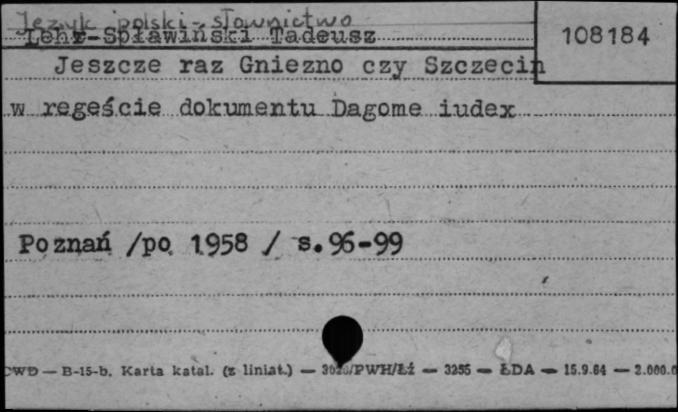 Język polski - słownictwo
Lehr-Spławiński Tadeusz
108184
Jeszcze raz Gniezno czy Szczecin
w regeście dokumentu Dagome iudex
Poznań /po 1958 / s.96-99
CWD — B-15-b. Karta katal. (z liniat.) — /PWH/Łź — 3255 — ŁDA — 15.9.64 — 2.000.0